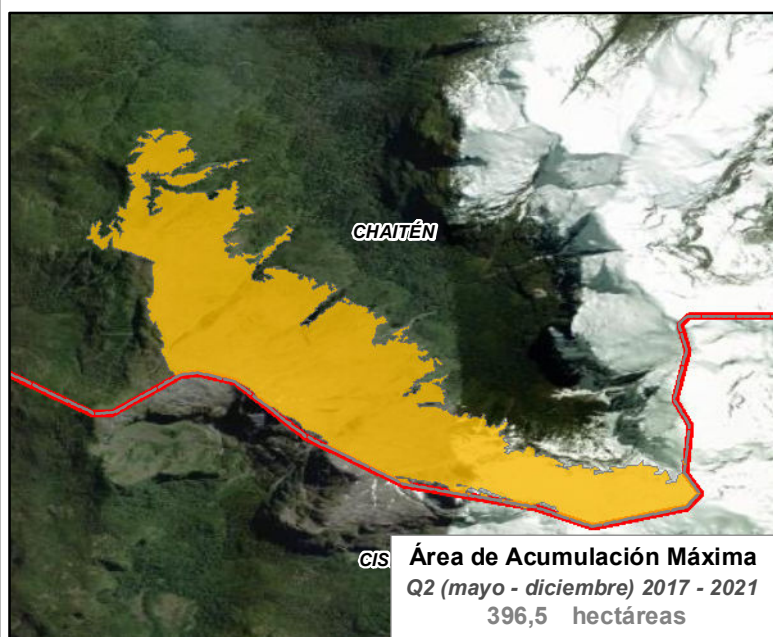 CHAITÉN
CIS
Área de Acumulación Máxima
Q2 (mayo - diciembre) 2017 - 2021
396,5 hectáreas